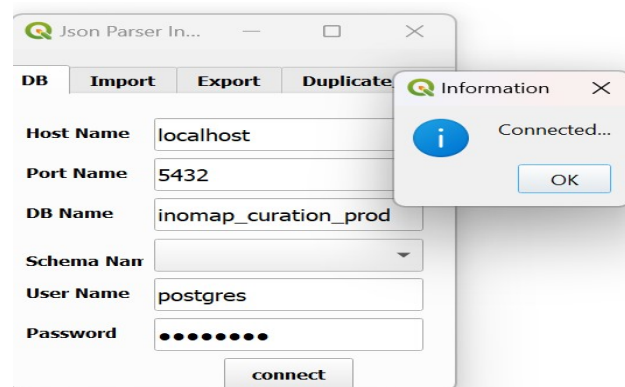 Json Parser In...
DB Import Export Duplicate
Information
Connected...
OK
Host Name localhost
Port Name 5432
DB Name inomap_curation_prod
Schema Nam
User Name postgres
Password ●●●●●●●●
connect